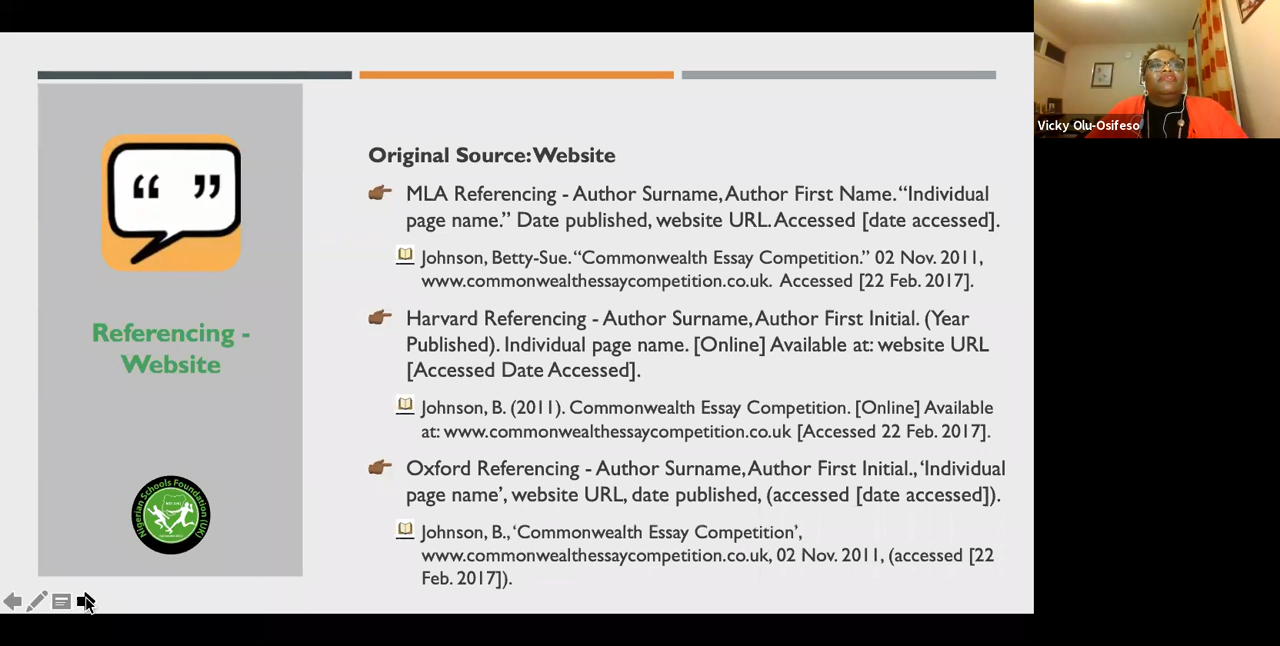 Vicky Olu-Osifeso
Original Source: Website
MLA Referencing - Author Surname, Author First Name. “Individual
page name.” Date published, website URL. Accessed [date accessed].
Johnson, Betty-Sue. “Commonwealth Essay Competition.” 02 Nov. 2011,
www.commonwealthessaycompetition.co.uk. Accessed [22 Feb. 2017].
Harvard Referencing - Author Surname, Author First Initial. (Year
Published). Individual page name. [Online] Available at: website URL
[Accessed Date Accessed].
Johnson, B. (2011). Commonwealth Essay Competition. [Online] Available
at: www.commonwealthessaycompetition.co.uk [Accessed 22 Feb. 2017].
Oxford Referencing - Author Surname, Author First Initial., ‘Individual
page name’, website URL, date published, (accessed [date accessed]).
Johnson, B., ‘Commonwealth Essay Competition’,
www.commonwealthessaycompetition.co.uk, 02 Nov. 2011, (accessed [22
Feb. 2017]).
“ ”
Referencing -
Website
Nigerian Schools Foundation (UK)